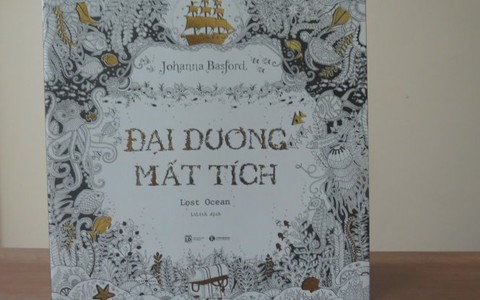 Johanna Basford
ĐẠI DƯƠNG
MẤT TÍCH
Lost Ocean